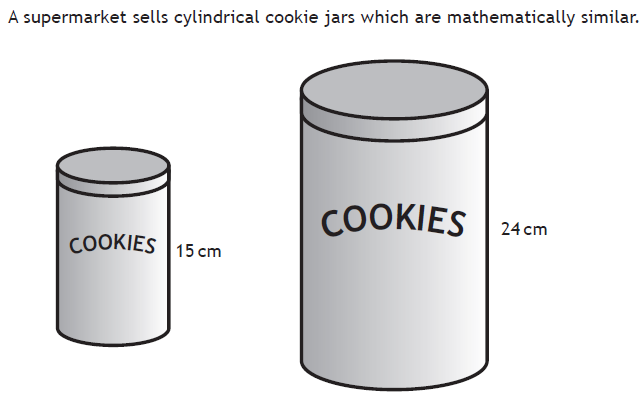 A supermarket sells cylindrical cookie jars which are mathematically similar.
COOKIES
15 cm
COOKIES
24 cm